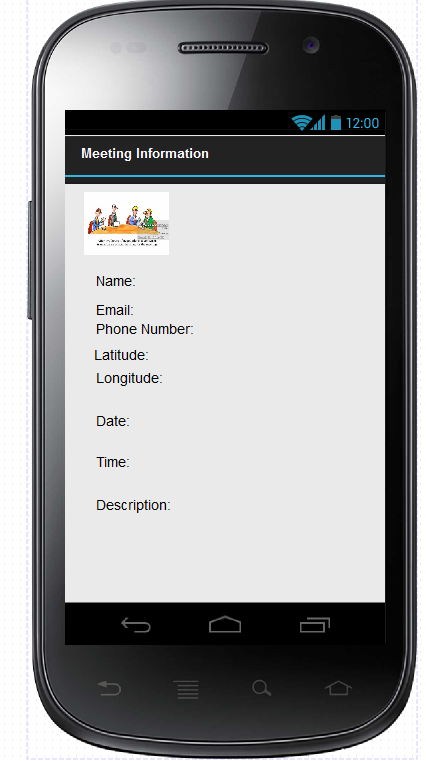 12:00
Meeting Information
Name:
Email:
Phone Number:
Latitude:
Longitude:
Date:
Time:
Description: